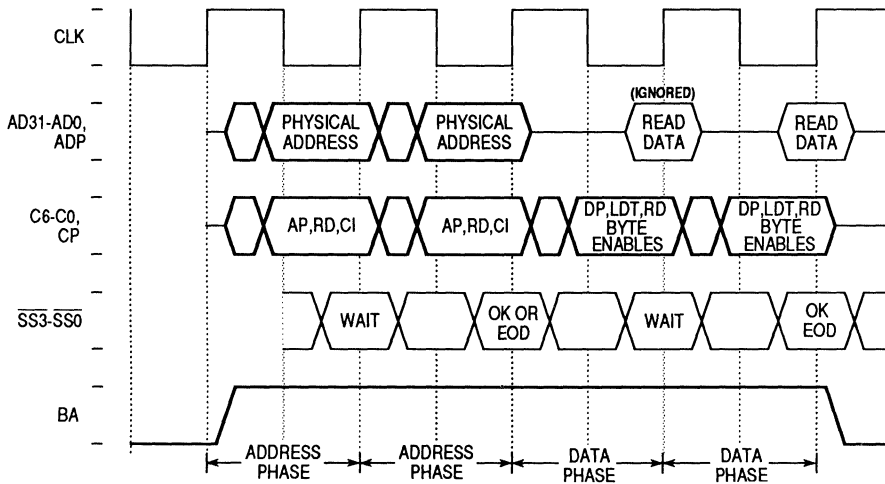 CLK
AD31-AD0,
ADP
(IGNORED)
PHYSICAL
ADDRESS
PHYSICAL
ADDRESS
READ
DATA
READ
DATA
C6-C0,
CP
AP,RD,CI
AP,RD,CI
DP,LDT,RD
BYTE
ENABLES
DP,LDT,RD
BYTE
ENABLES
SS3-SS0
WAIT
OK OR
EOD
WAIT
OK
EOD
BA
ADDRESS
PHASE
ADDRESS
PHASE
DATA
PHASE
DATA
PHASE